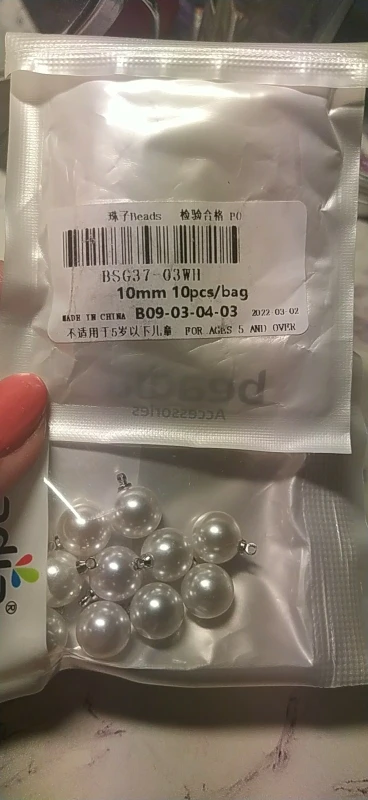 珠子Beads 检验合格 PO
BSG37-03WH
10mm 10pcs/bag
MADE IN CHINA B09-03-04-03 2022-03-02
不适用于5岁以下儿童 FOR AGES 5 AND OVER
Accessories
®